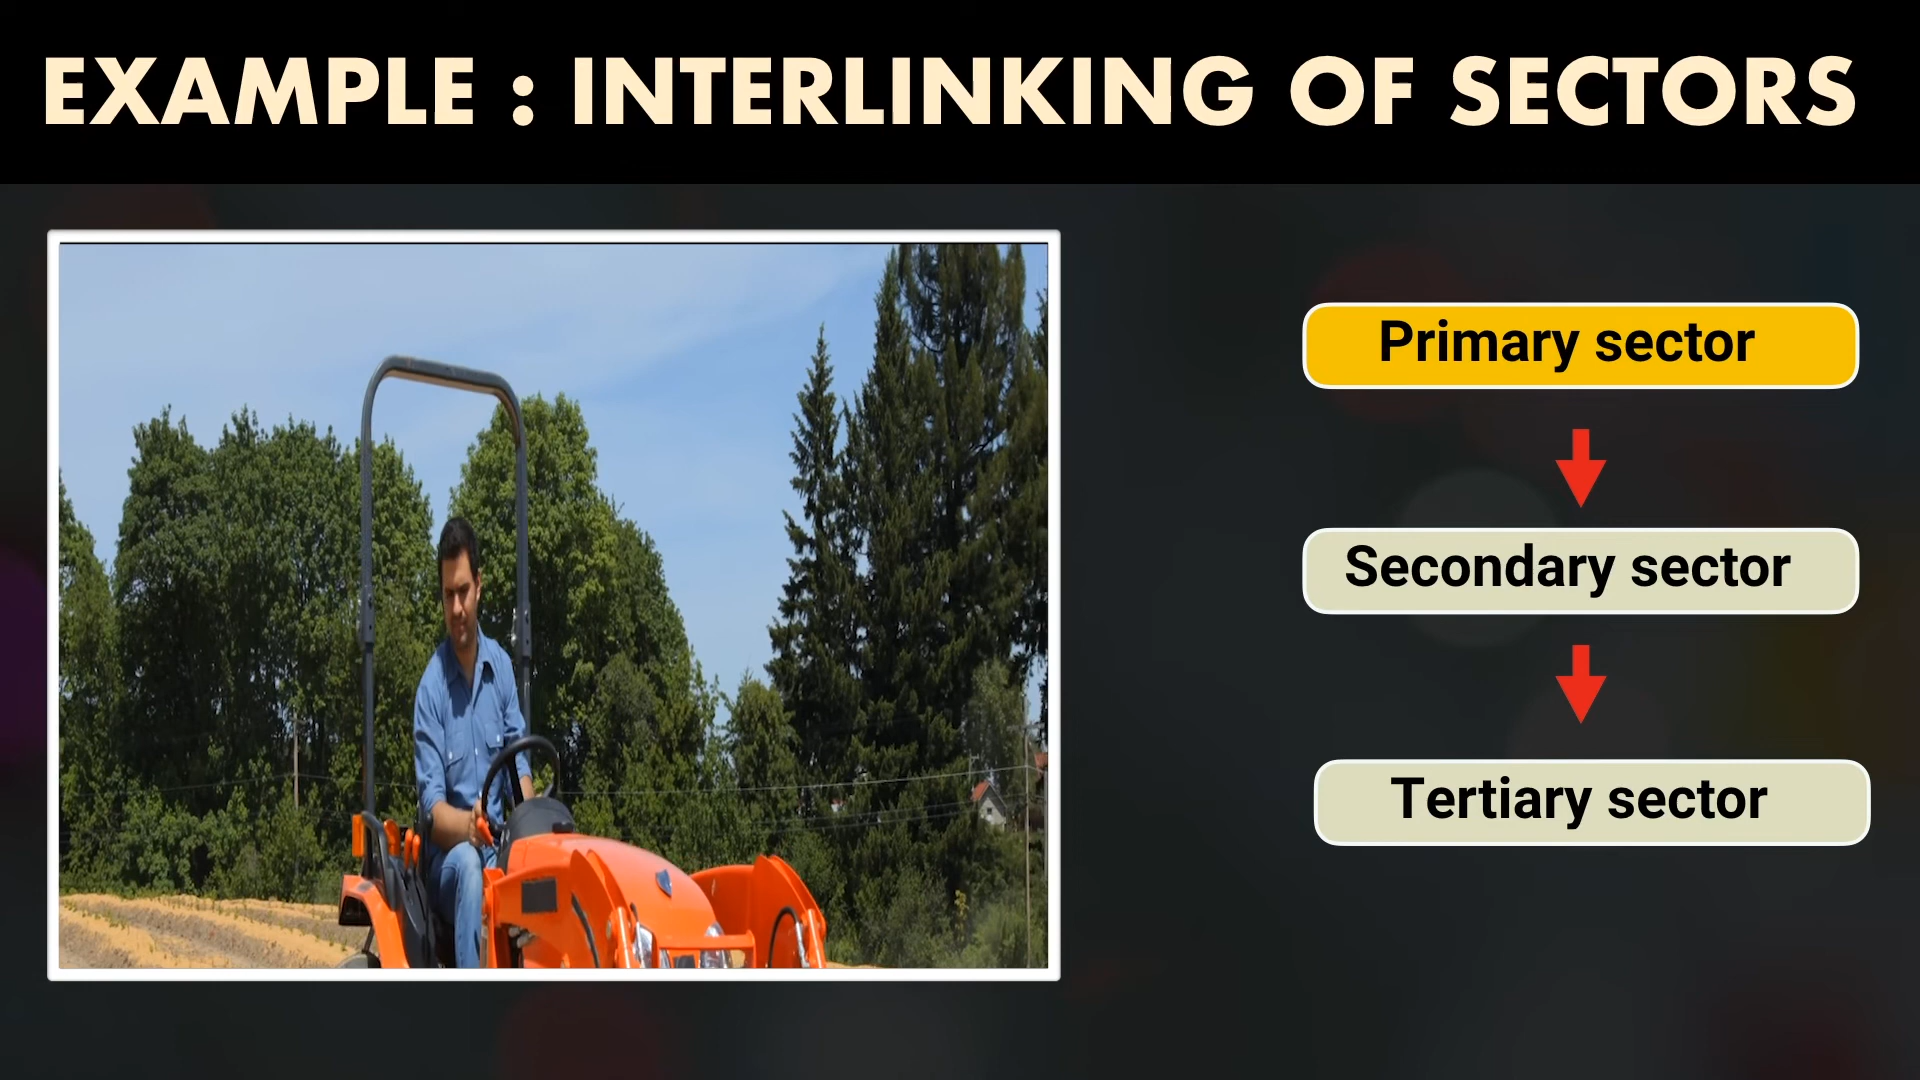 EXAMPLE : INTERLINKING OF SECTORS
Primary sector
Secondary sector
Tertiary sector